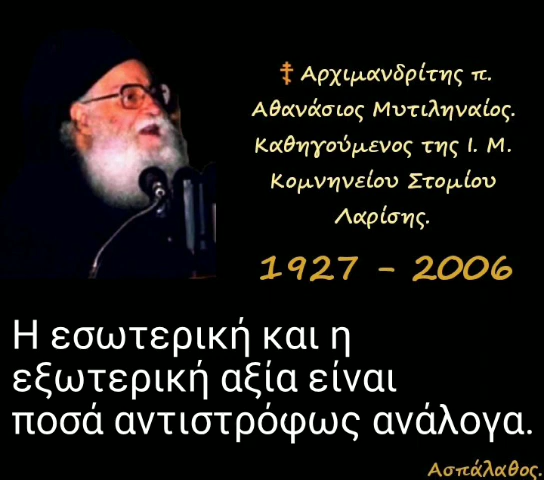 ‡ Αρχιμανδρίτης π.
Αθανάσιος Μυτιληναίος.
Καθηγούμενος της Ι. Μ.
Κομνηνείου Στομίου
Λαρίσης.
1927 - 2006
Η εσωτερική και η
εξωτερική αξία είναι
ποσά αντιστρόφως ανάλογα.
Ασπάλαθος.